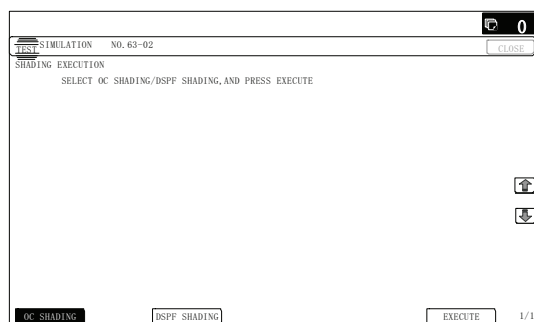 0
TEST SIMULATION NO. 63-02 CLOSE
SHADING EXECUTION
SELECT OC SHADING/DSPF SHADING, AND PRESS EXECUTE
OC SHADING DSPF SHADING EXECUTE 1/1